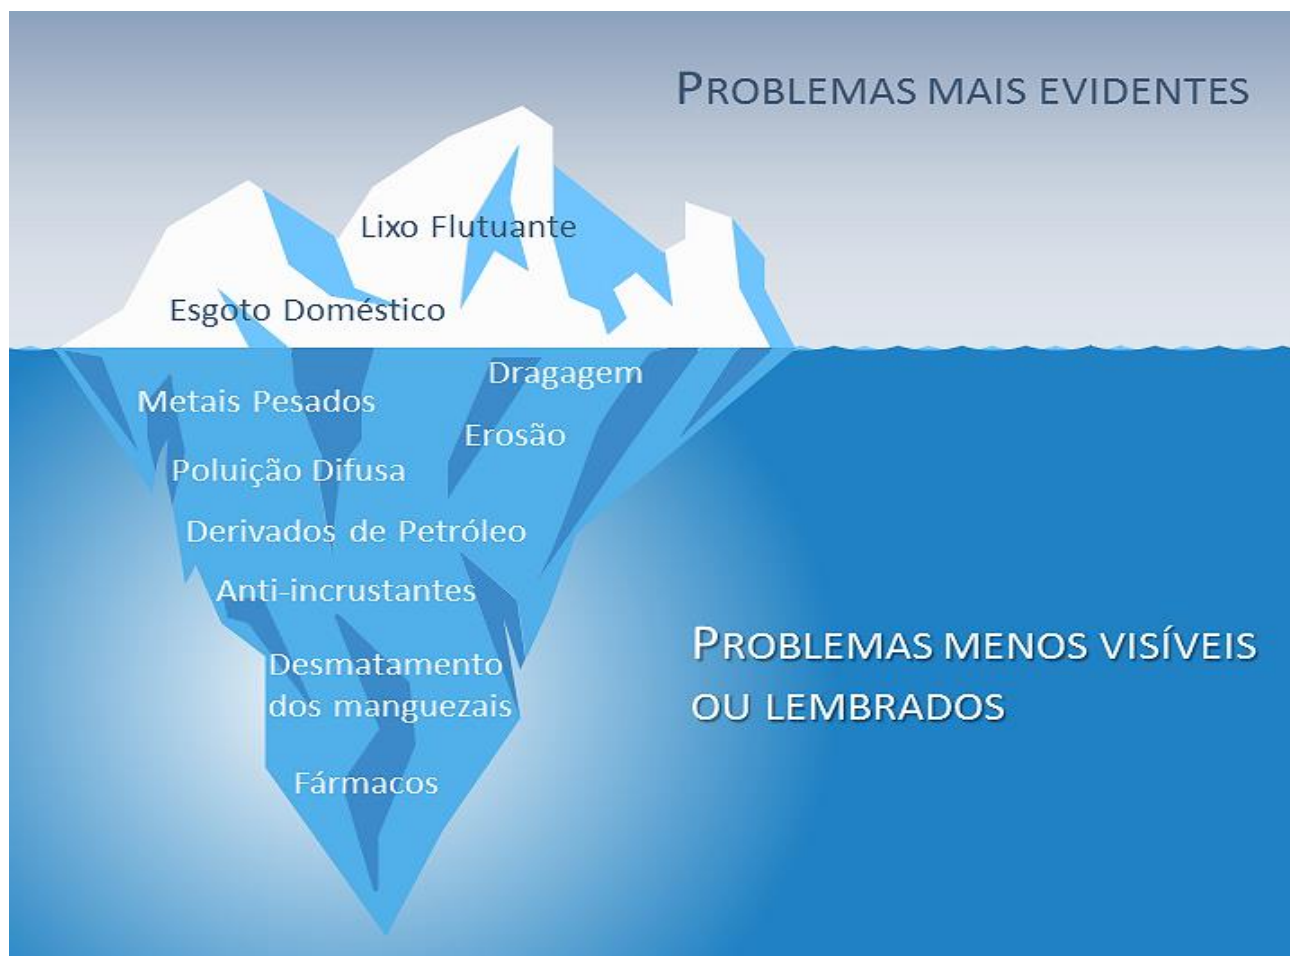 PROBLEMAS MAIS EVIDENTES
Lixo Flutuante
Esgoto Doméstico
Dragagem
Metais Pesados
Erosão
Poluição Difusa
Derivados de Petróleo
Anti-incrustantes
Desmatamento
dos manguezais
Fármacos
PROBLEMAS MENOS VISÍVEIS
OU LEMBRADOS